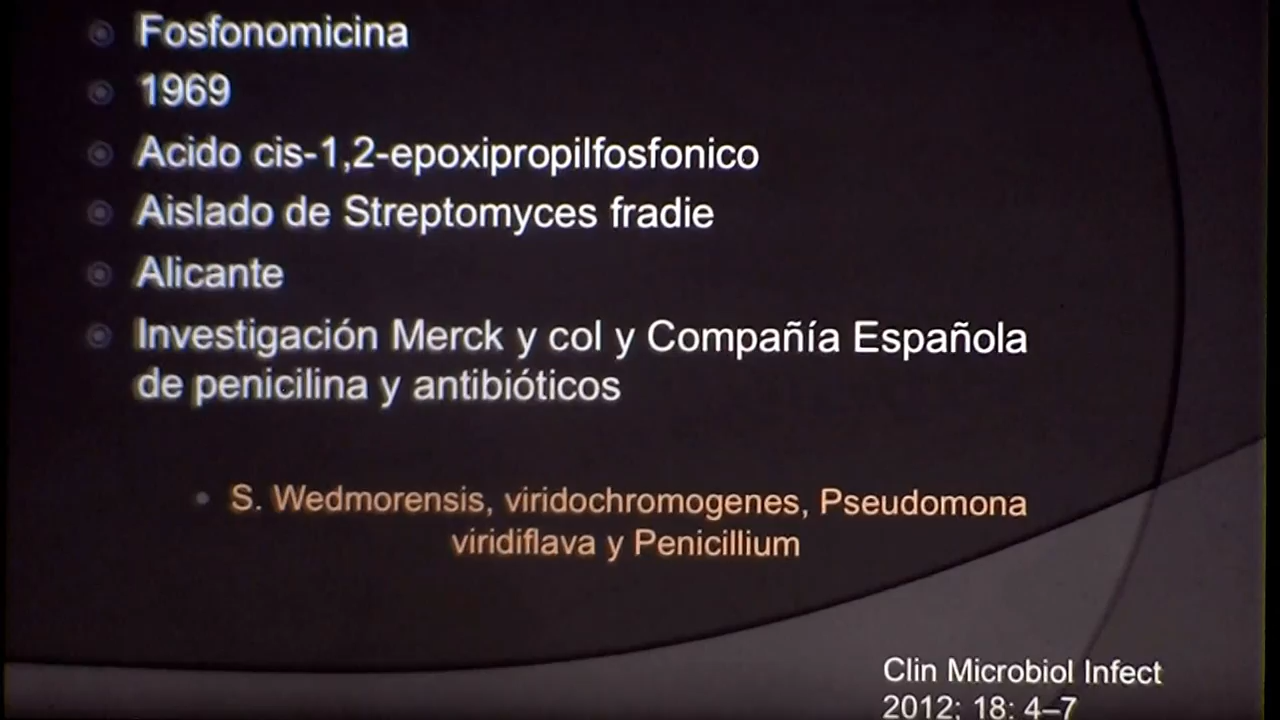 Fosfonomicina
1969
Acido cis-1,2-epoxipropilfosfonico
Aislado de Streptomyces fradie
Alicante
Investigación Merck y col y Compañía Española
de penicilina y antibióticos
S. Wedmorensis, viridochromogenes, Pseudomona
viridiflava y Penicillium
Clin Microbiol Infect
2012; 18: 4–7